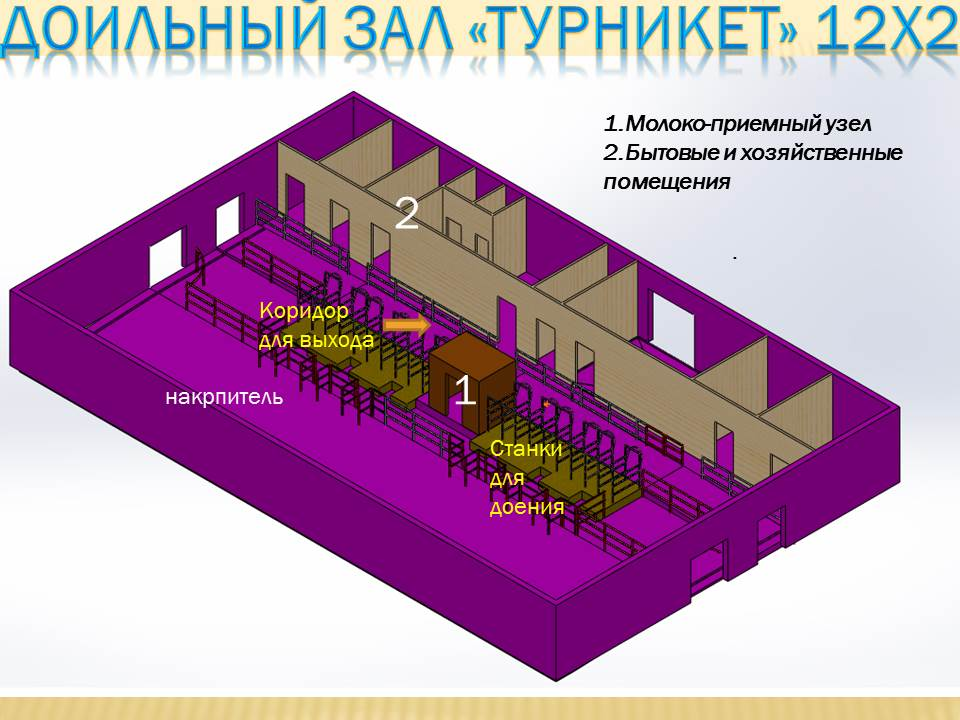 ДОИЛЬНЫЙ ЗАЛ «ТУРНИКЕТ» 12Х2
1.Молоко-приемный узел
2.Бытовые и хозяйственные
помещения
.
2
Коридор
для выхода
1
накрпитель
Станки
для
доения